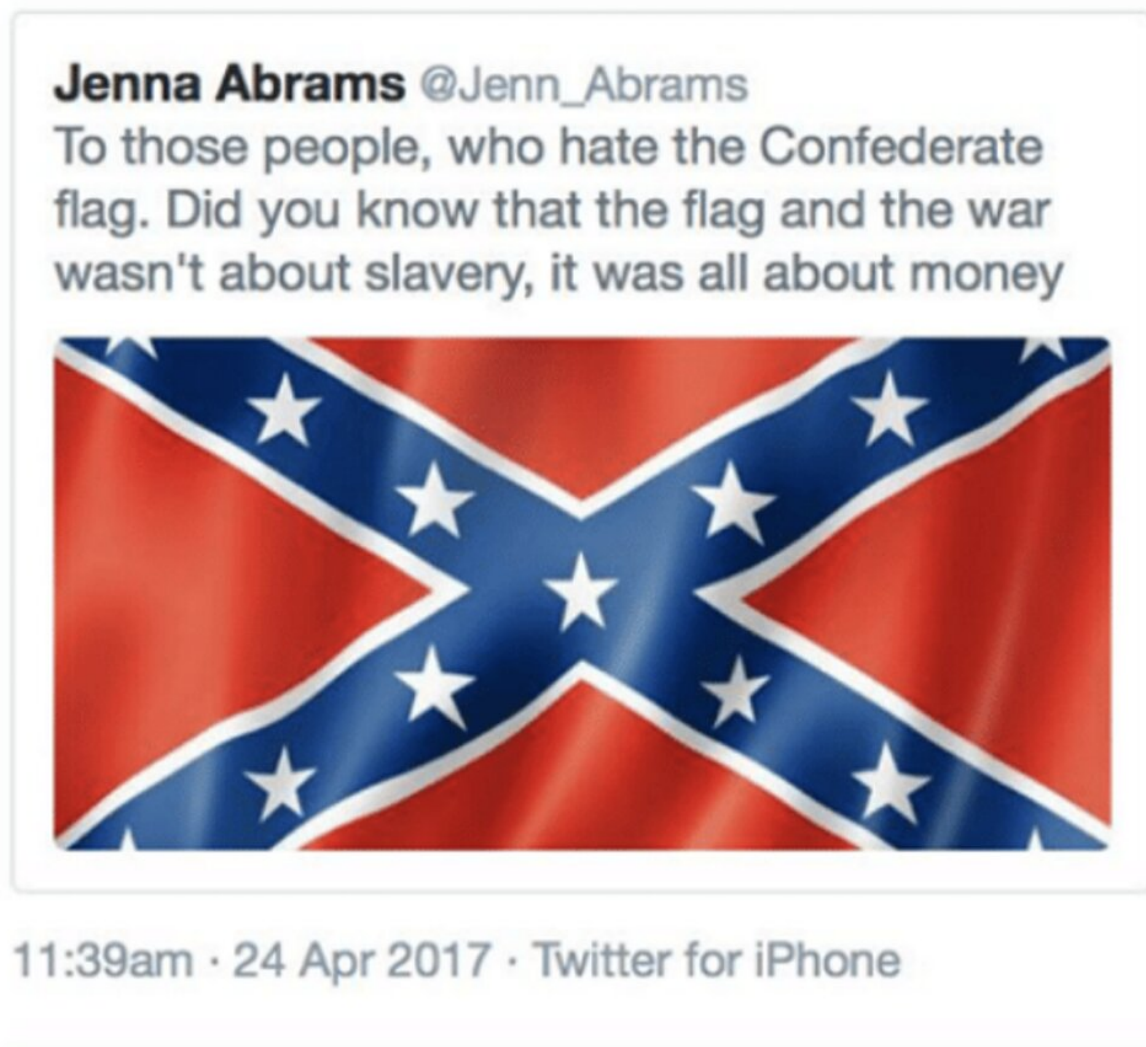 Jenna Abrams @Jenn_Abrams
To those people, who hate the Confederate
flag. Did you know that the flag and the war
wasn't about slavery, it was all about money
11:39am · 24 Apr 2017 · Twitter for iPhone